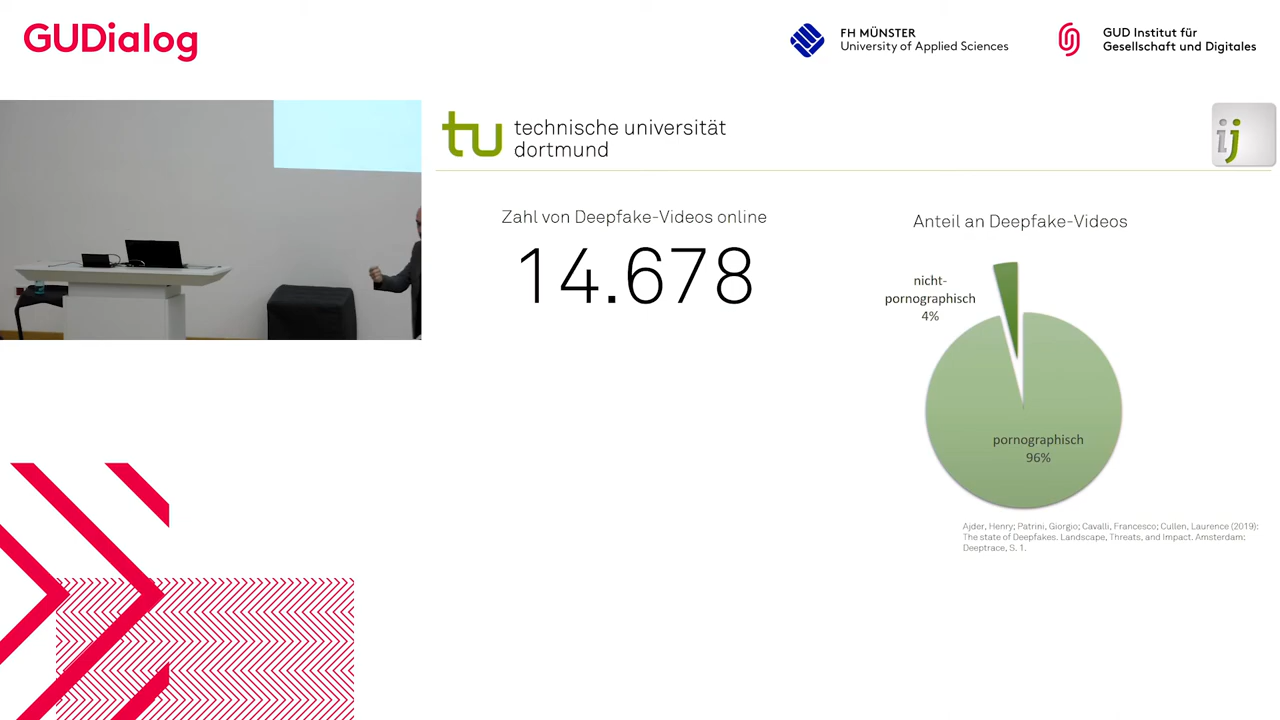 GUDialog
FH MÜNSTER
University of Applied Sciences
GUD Institut für
Gesellschaft und Digitales
technische universität
dortmund
ij
Zahl von Deepfake-Videos online
14.678
Anteil an Deepfake-Videos
nicht-
pornographisch
4%
pornographisch
96%
Ajder, Henry; Patrini, Giorgio; Cavalli, Francesco; Cullen, Laurence (2019):
The state of Deepfakes. Landscape, Threats, and Impact. Amsterdam:
Deeptrace, S. 1.